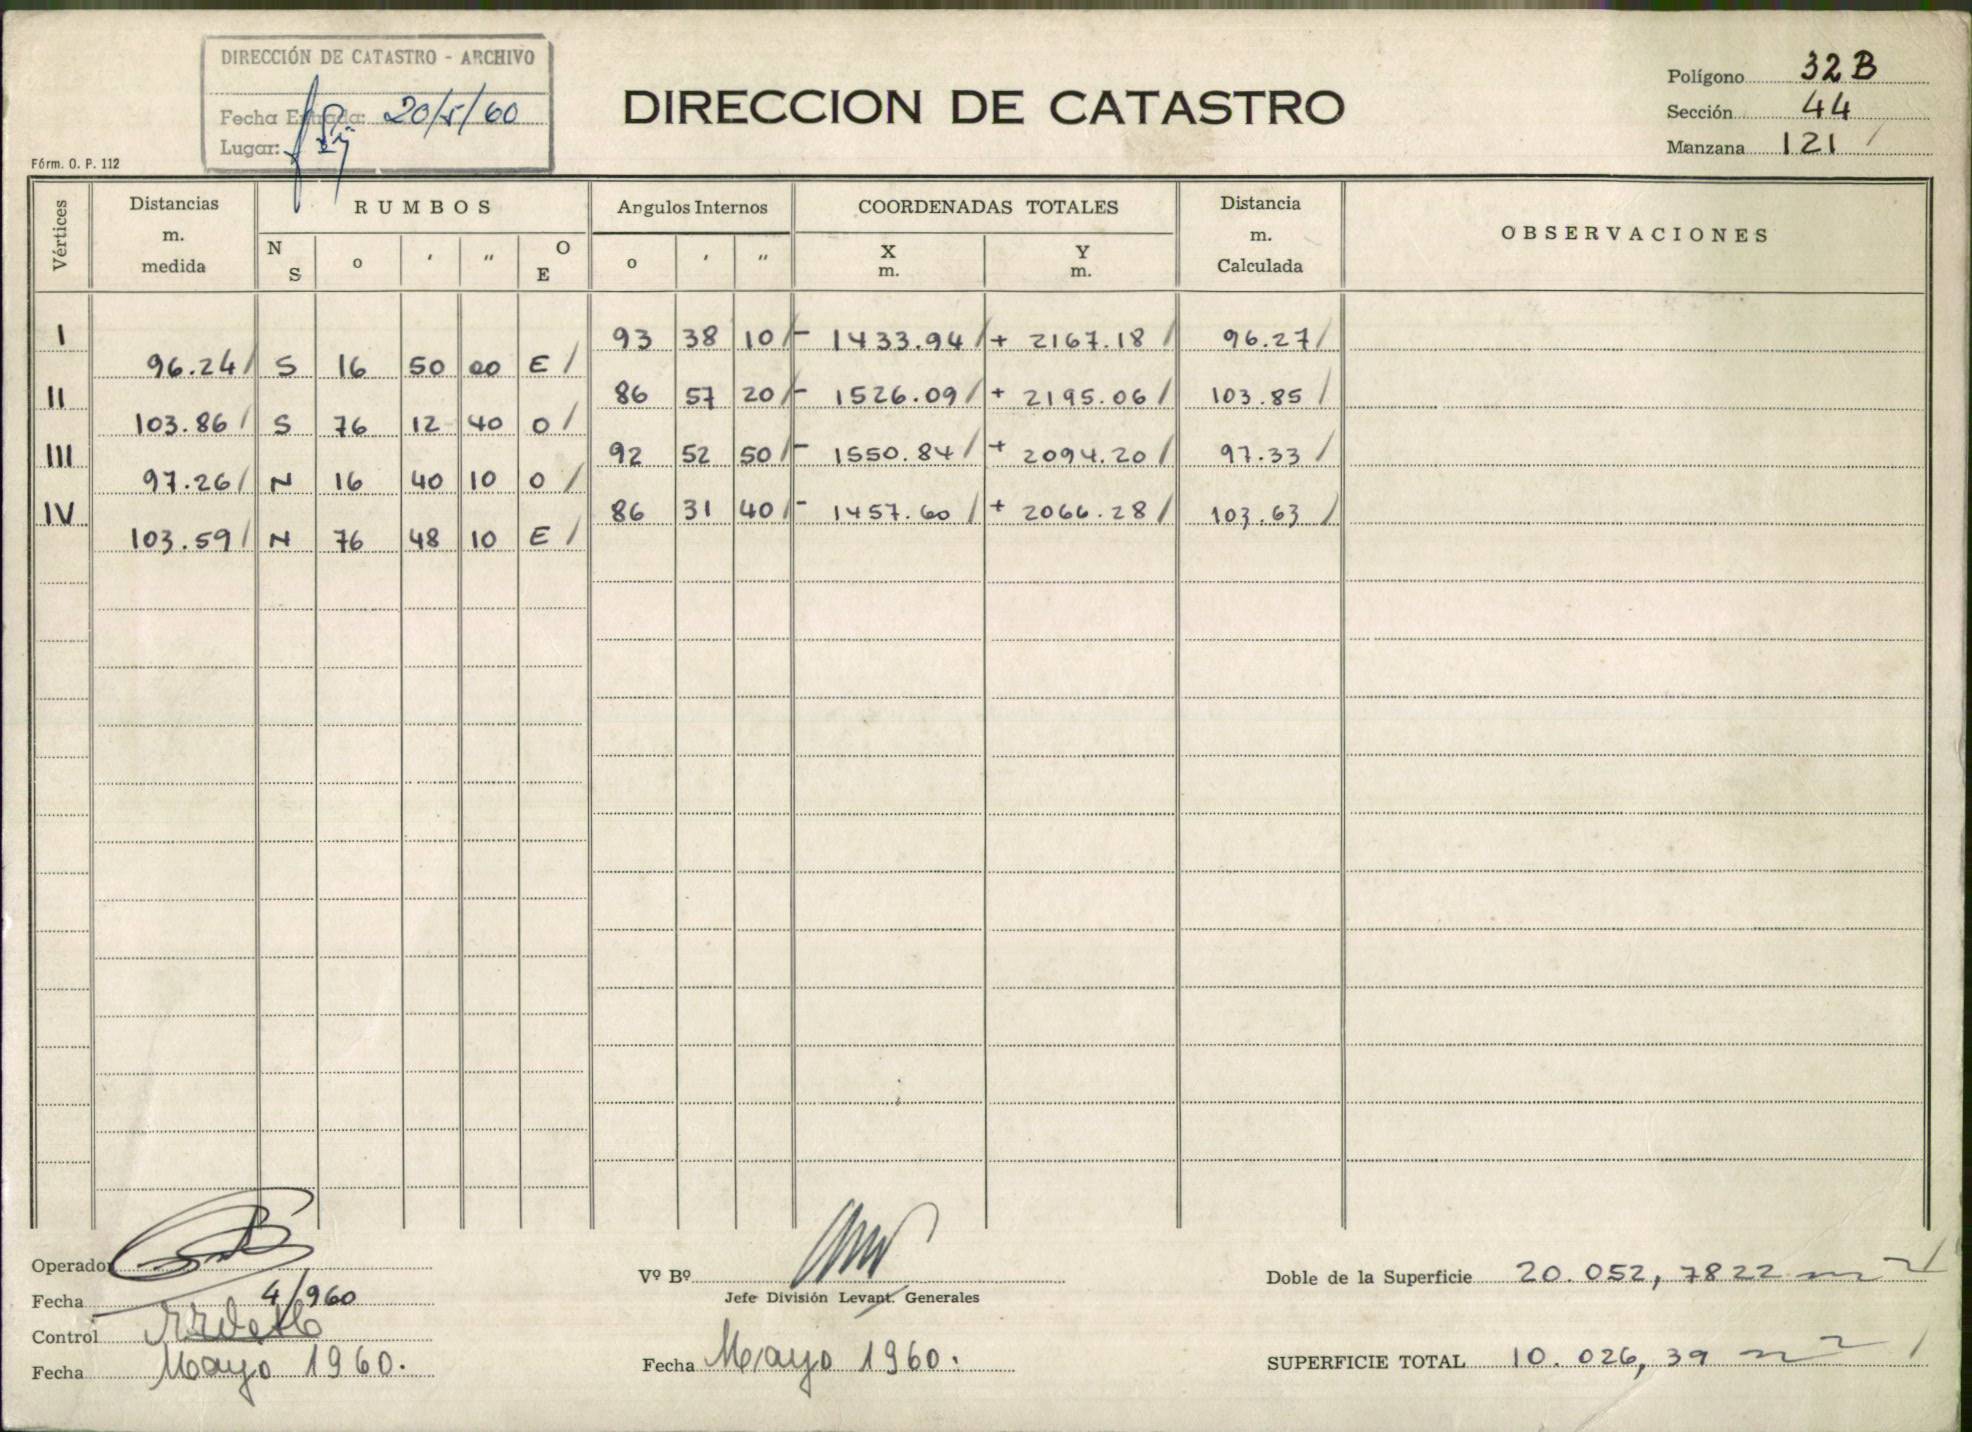 DIRECCIÓN DE CATASTRO - ARCHIVO
Fecha Entrada: 20/5/60
Lugar:
DIRECCION DE CATASTRO
Polígono 32 B
Sección 44
Manzana 121
Fórm. O. P. 112
Vértices Distancias m. medida RUMBOS Angulos Internos COORDENADAS TOTALES Distancia m. Calculada OBSERVACIONES
N S o ' " O E o ' " X m. Y m.
I 93 38 10 - 1433.94 + 2167.18 96.27
96.24 S 16 50 00 E
II 86 57 20 - 1526.09 + 2195.06 103.85
103.86 S 76 12 40 O
III 92 52 50 - 1550.84 + 2094.20 97.33
97.26 N 16 40 10 O
IV 86 31 40 - 1457.60 + 2066.28 103.63
103.59 N 76 48 10 E
Operador
Fecha 4/960
Control
Fecha Mayo 1960.
Vº Bº
Jefe División Levant. Generales
Fecha Mayo 1960.
Doble de la Superficie 20.052,7822 m2
SUPERFICIE TOTAL 10.026,39 m2